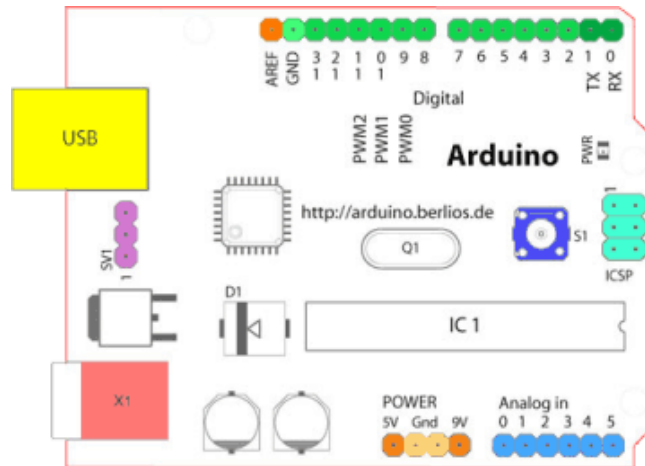 AREF
GND
13
12
11
10
9
8
7
6
5
4
3
2
1
0
TX
RX
Digital
PWM2
PWM1
PWM0
Arduino
PWR
USB
http://arduino.berlios.de
SV1
1
Q1
S1
1
ICSP
D1
IC 1
X1
POWER
5V Gnd 9V
Analog in
0 1 2 3 4 5